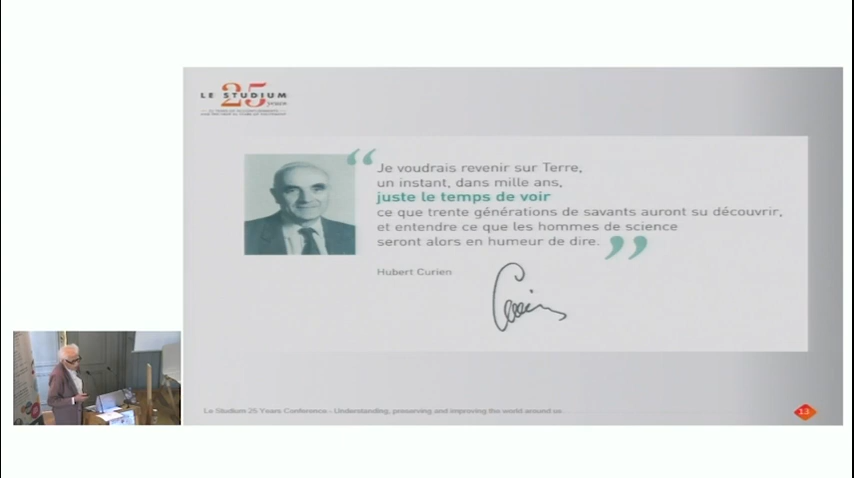 LE STUDIUM
25
years
“
Je voudrais revenir sur Terre,
un instant, dans mille ans,
juste le temps de voir
ce que trente générations de savants auront su découvrir,
et entendre ce que les hommes de science
seront alors en humeur de dire. ”
Hubert Curien
Le Studium 25 Years Conference - Understanding, preserving and improving the world around us
13